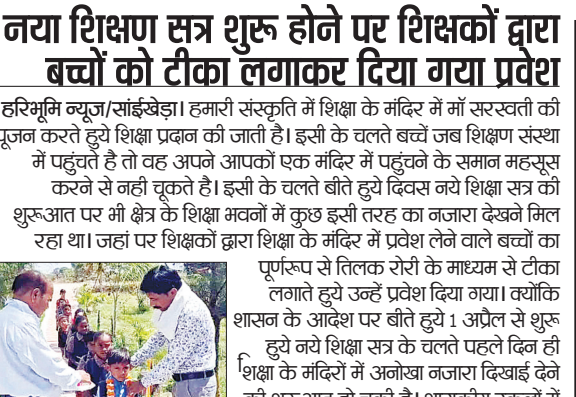 नया शिक्षण सत्र शुरू होने पर शिक्षकों द्वारा
बच्चों को टीका लगाकर दिया गया प्रवेश
हरिभूमि न्यूज/सांईखेड़ा। हमारी संस्कृति में शिक्षा के मंदिर में माँ सरस्वती की
पूजन करते हुये शिक्षा प्रदान की जाती है। इसी के चलते बच्चें जब शिक्षण संस्था
में पहुंचते है तो वह अपने आपकों एक मंदिर में पहुंचने के समान महसूस
करने से नही चूकते है। इसी के चलते बीते हुये दिवस नये शिक्षा सत्र की
शुरूआत पर भी क्षेत्र के शिक्षा भवनों में कुछ इसी तरह का नजारा देखने मिल
रहा था। जहां पर शिक्षकों द्वारा शिक्षा के मंदिर में प्रवेश लेने वाले बच्चों का
पूर्णरूप से तिलक रोरी के माध्यम से टीका
लगाते हुये उन्हें प्रवेश दिया गया। क्योंकि
शासन के आदेश पर बीते हुये 1 अप्रैल से शुरू
हुये नये शिक्षा सत्र के चलते पहले दिन ही
शिक्षा के मंदिरों में अनोखा नजारा दिखाई देने